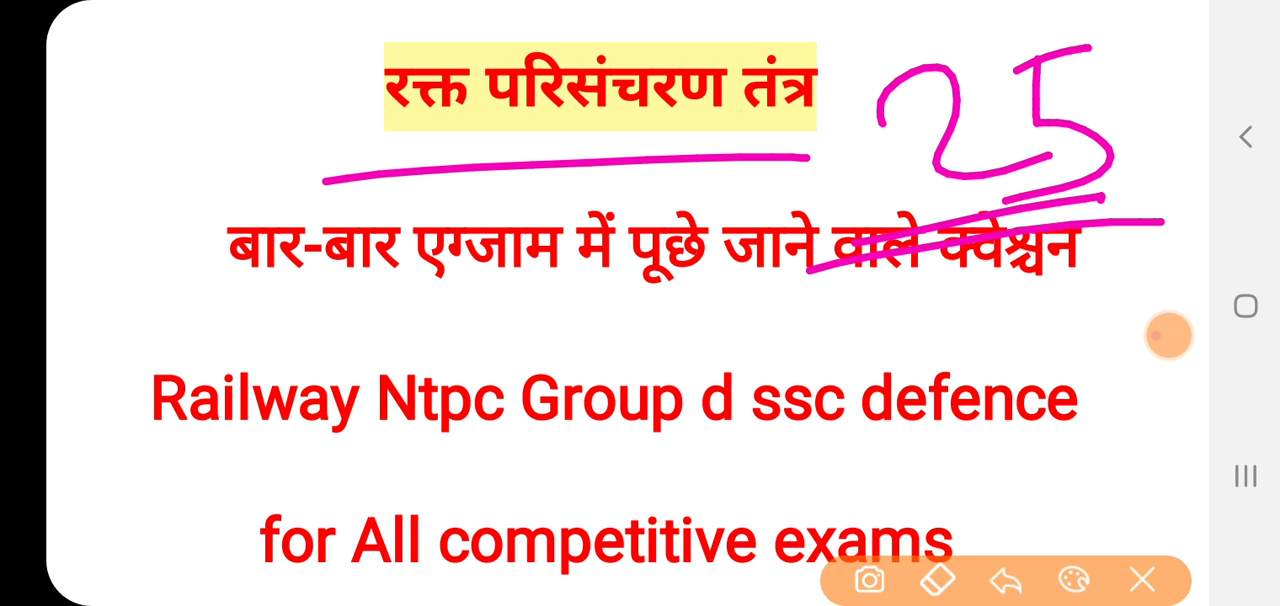 रक्त परिसंचरण तंत्र
25
बार-बार एग्जाम में पूछे जाने वाले क्वेश्चन
Railway Ntpc Group d ssc defence
for All competitive exams